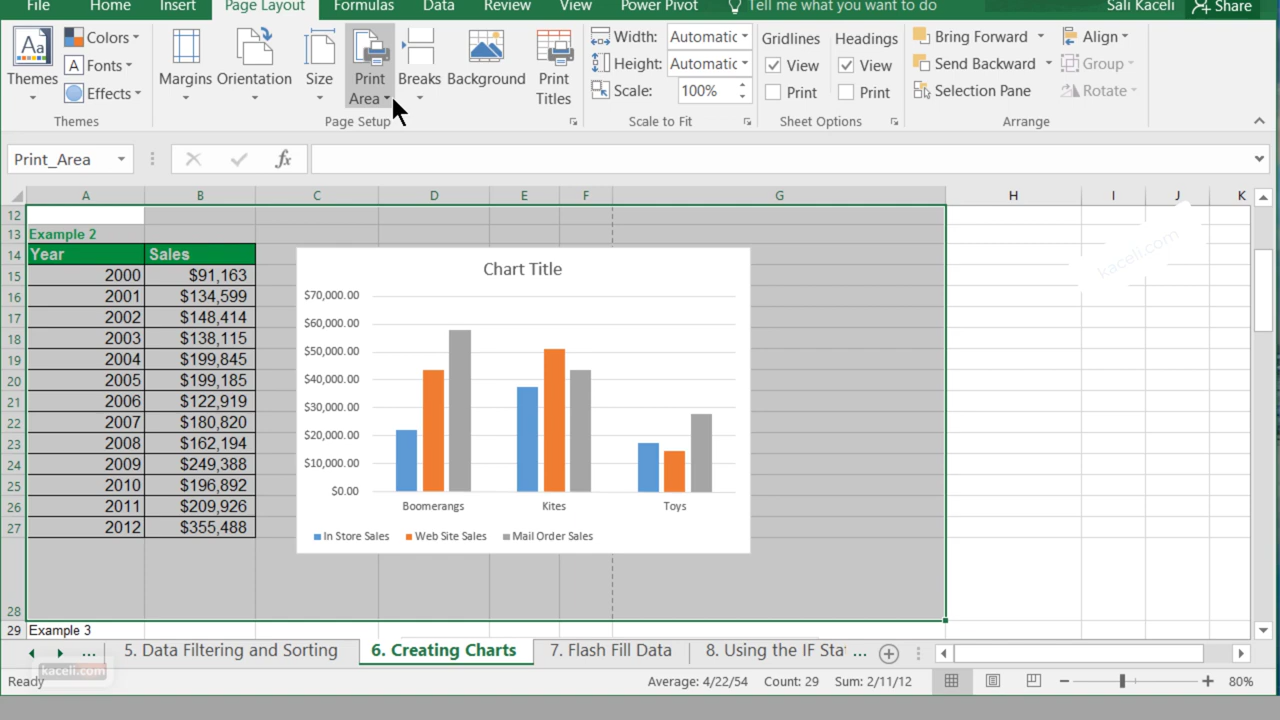 File Home Insert Page Layout Formulas Data Review View Power Pivot Tell me what you want to do Sali Kaceli Share
Themes
Colors
Fonts
Effects
Themes
Margins
Orientation
Size
Print Area
Breaks
Background
Print Titles
Page Setup
Width: Automatic
Height: Automatic
Scale: 100%
Scale to Fit
Gridlines
View
Print
Headings
View
Print
Sheet Options
Bring Forward
Send Backward
Selection Pane
Align
Group
Rotate
Arrange
Print_Area
fx
A B C D E F G H I J K
12
13 Example 2
14 Year Sales
15 2000 $91,163
16 2001 $134,599
17 2002 $148,414
18 2003 $138,115
19 2004 $199,845
20 2005 $199,185
21 2006 $122,919
22 2007 $180,820
23 2008 $162,194
24 2009 $249,388
25 2010 $196,892
26 2011 $209,926
27 2012 $355,488
28
29 Example 3
Chart Title
$70,000.00
$60,000.00
$50,000.00
$40,000.00
$30,000.00
$20,000.00
$10,000.00
$0.00
Boomerangs Kites Toys
In Store Sales Web Site Sales Mail Order Sales
kaceli.com
... 5. Data Filtering and Sorting 6. Creating Charts 7. Flash Fill Data 8. Using the IF Sta ...
kaceli.com
Ready Average: 4/22/54 Count: 29 Sum: 2/11/12 80%